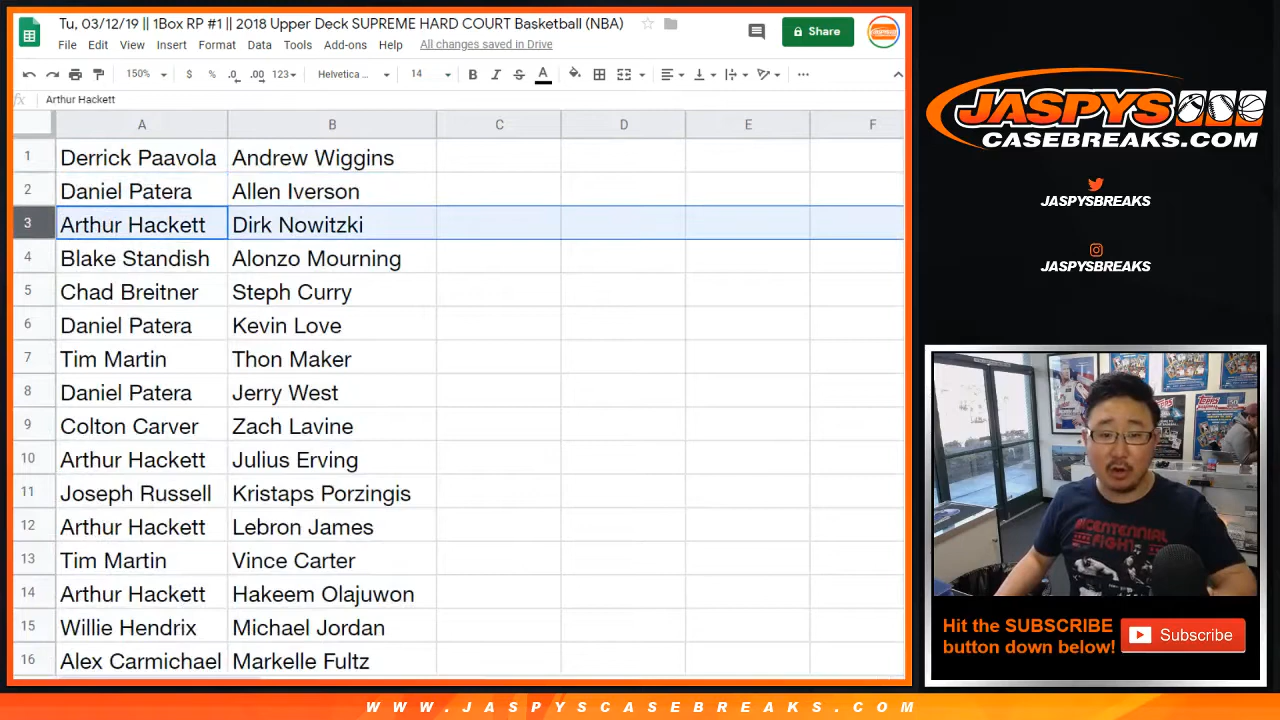 Tu, 03/12/19 || 1Box RP #1 || 2018 Upper Deck SUPREME HARD COURT Basketball (NBA)
File Edit View Insert Format Data Tools Add-ons Help All changes saved in Drive
Share
150% $ % .0 .00 123 Helvetica ... 14 B I S A
fx Arthur Hackett
A B C D E F
1 Derrick Paavola Andrew Wiggins
2 Daniel Patera Allen Iverson
3 Arthur Hackett Dirk Nowitzki
4 Blake Standish Alonzo Mourning
5 Chad Breitner Steph Curry
6 Daniel Patera Kevin Love
7 Tim Martin Thon Maker
8 Daniel Patera Jerry West
9 Colton Carver Zach Lavine
10 Arthur Hackett Julius Erving
11 Joseph Russell Kristaps Porzingis
12 Arthur Hackett Lebron James
13 Tim Martin Vince Carter
14 Arthur Hackett Hakeem Olajuwon
15 Willie Hendrix Michael Jordan
16 Alex Carmichael Markelle Fultz
JASPYS
CASEBREAKS.COM
JASPYSBREAKS
JASPYSBREAKS
BICENTENNIAL
FIGHT
Hit the SUBSCRIBE
button down below!
Subscribe
WWW.JASPYSCASEBREAKS.COM